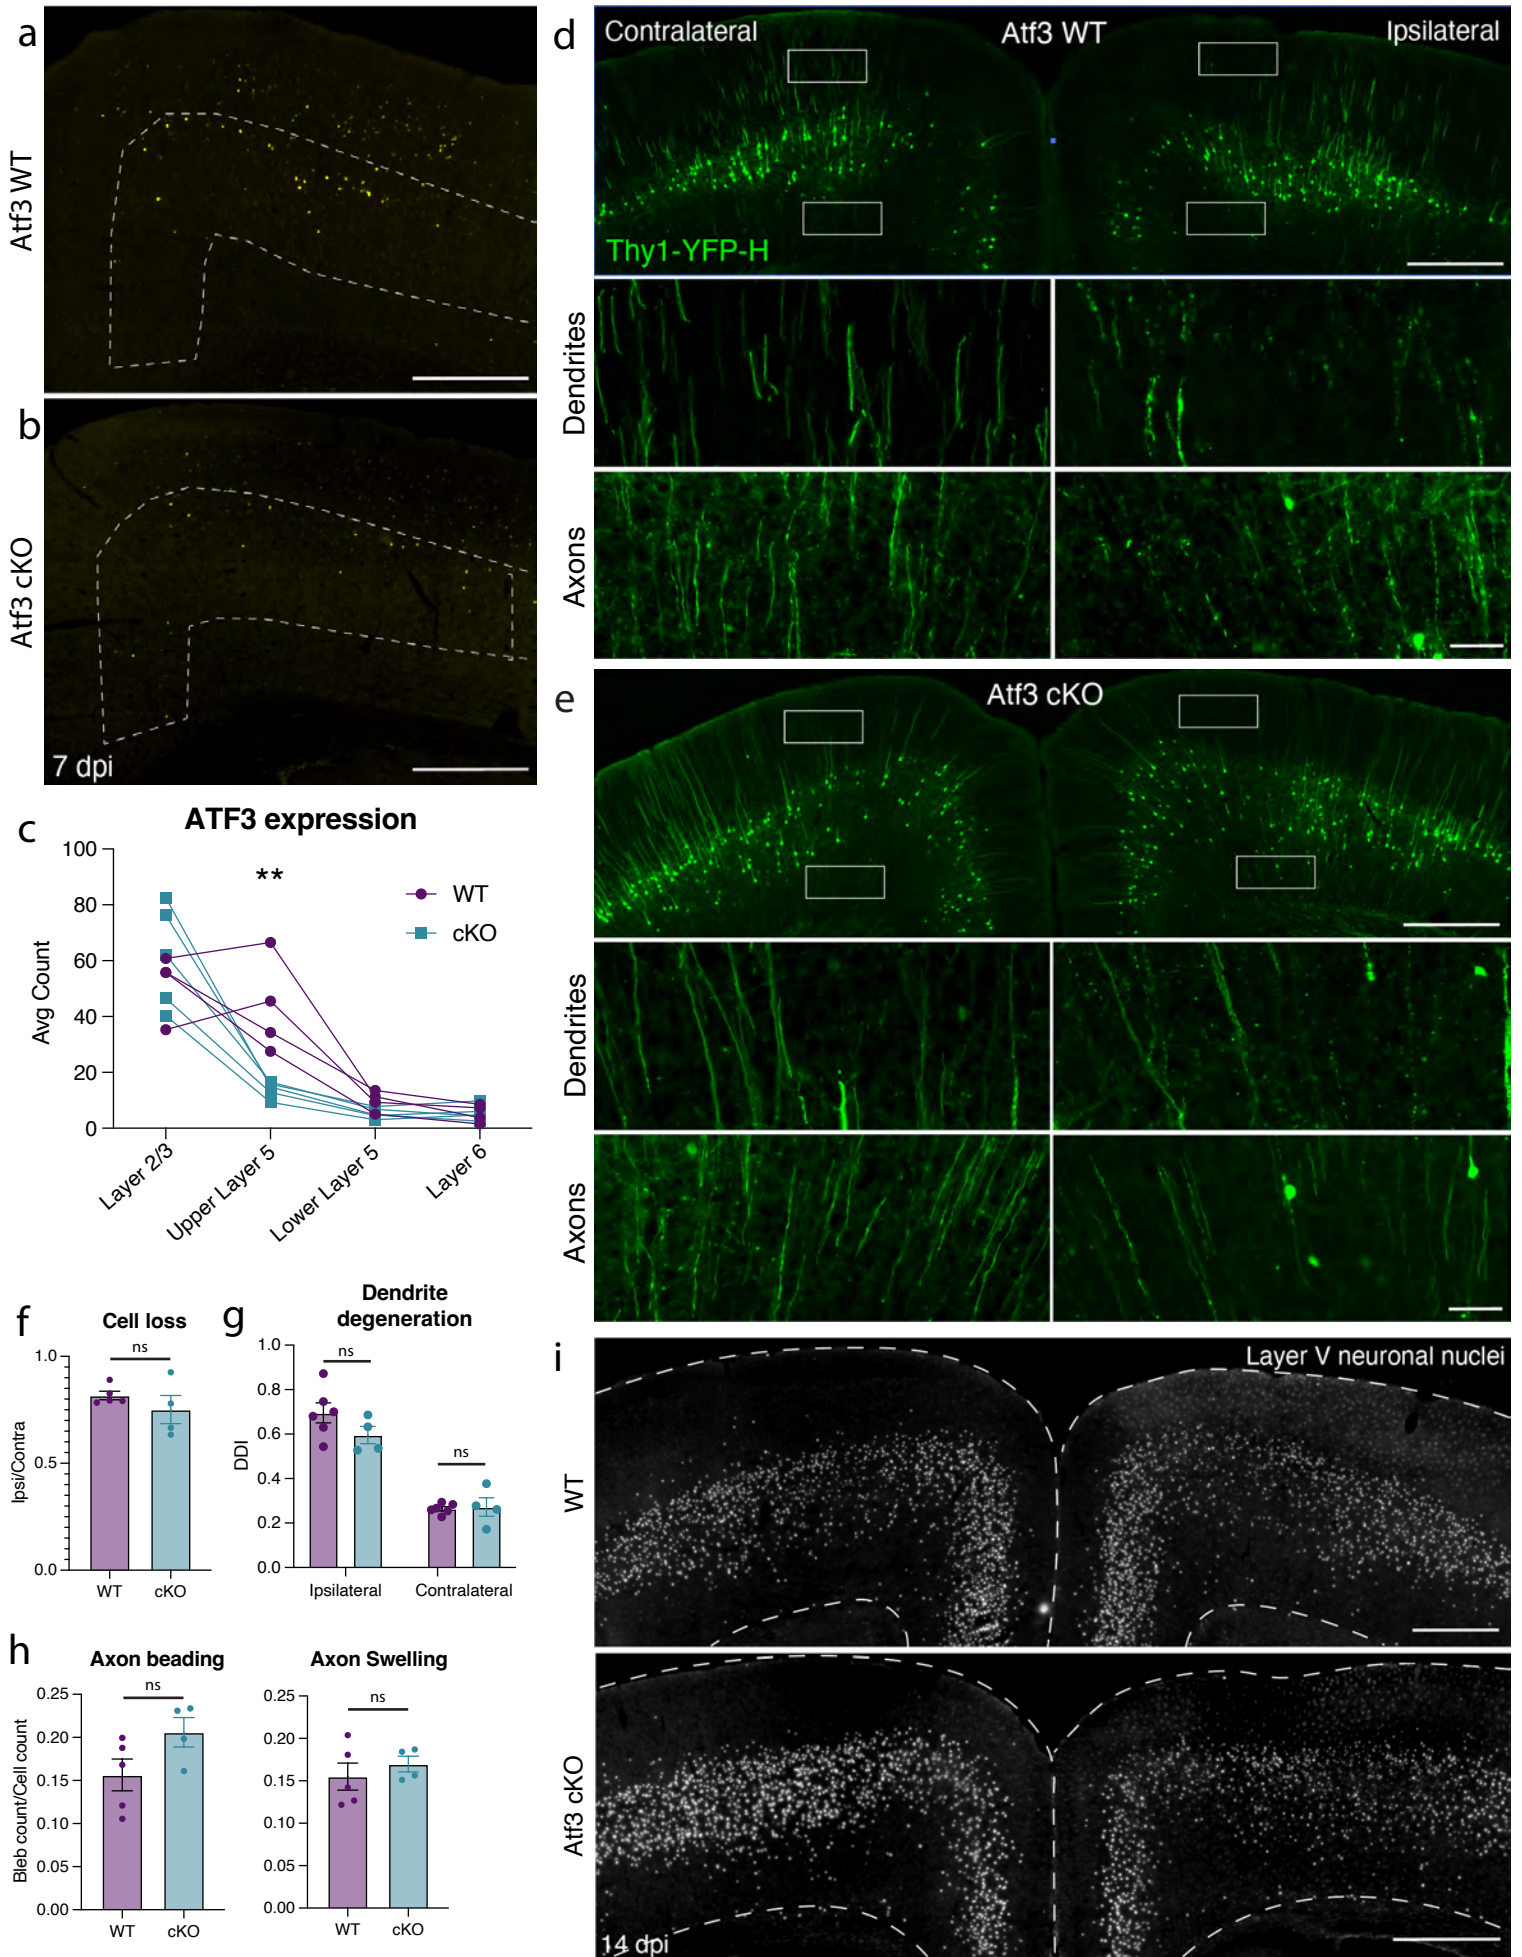 a
Atf3 WT
b
Atf3 cKO
7 dpi
c
ATF3 expression
**
Avg Count
100
80
60
40
20
0
WT
cKO
Layer 2/3
Upper Layer 5
Lower Layer 5
Layer 6
d
Contralateral
Atf3 WT
Ipsilateral
Thy1-YFP-H
Dendrites
Axons
e
Atf3 cKO
Dendrites
Axons
f
Cell loss
ns
Ipsi/Contra
1.0
0.5
0.0
WT
cKO
g
Dendrite
degeneration
ns
ns
DDI
1.0
0.8
0.6
0.4
0.2
0.0
Ipsilateral
Contralateral
h
Axon beading
ns
Bleb count/Cell count
0.25
0.20
0.15
0.10
0.05
0.00
WT
cKO
Axon Swelling
ns
0.25
0.20
0.15
0.10
0.05
0.00
WT
cKO
i
Layer V neuronal nuclei
WT
Atf3 cKO
14 dpi